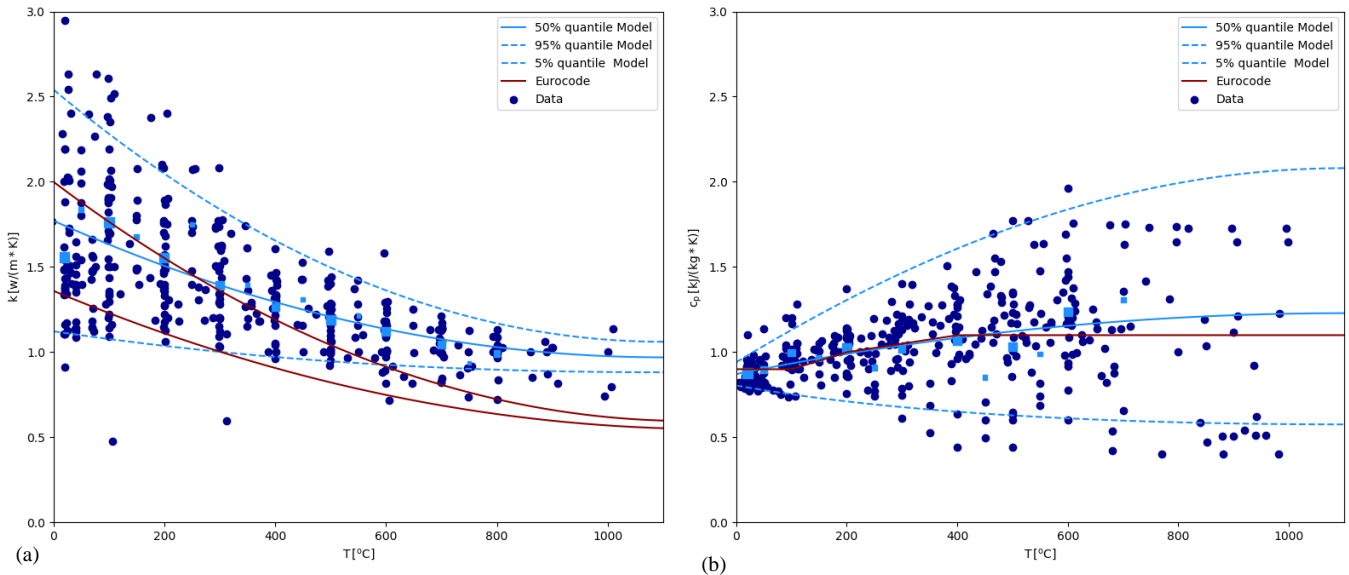 3.0
2.5
2.0
1.5
1.0
0.5
0.0
k [w/(m * K)]
0
200
400
600
800
1000
T [°C]
50% quantile Model
95% quantile Model
5% quantile Model
Eurocode
Data
(a)
3.0
2.5
2.0
1.5
1.0
0.5
0.0
cₚ [kJ/(kg * K)]
0
200
400
600
800
1000
T [°C]
50% quantile Model
95% quantile Model
5% quantile Model
Eurocode
Data
(b)